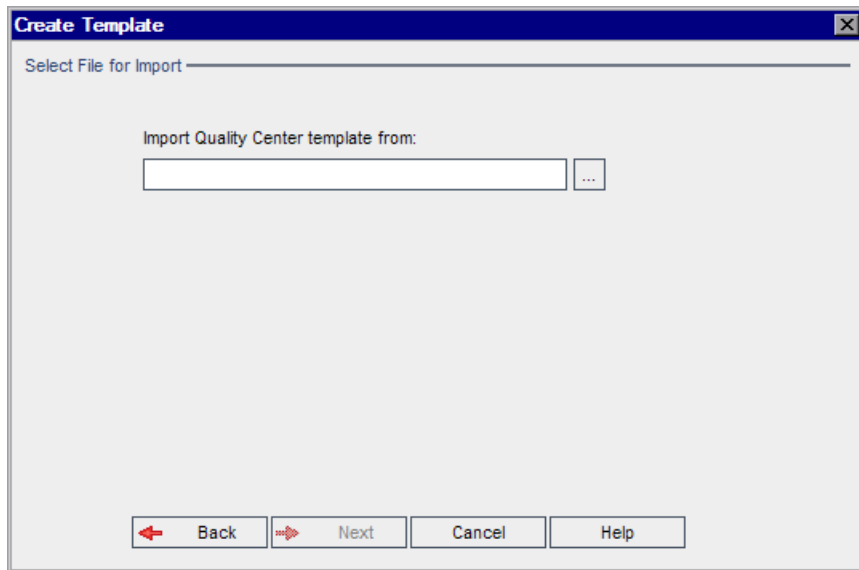 Create Template
Select File for Import
Import Quality Center template from:
...
Back Next Cancel Help